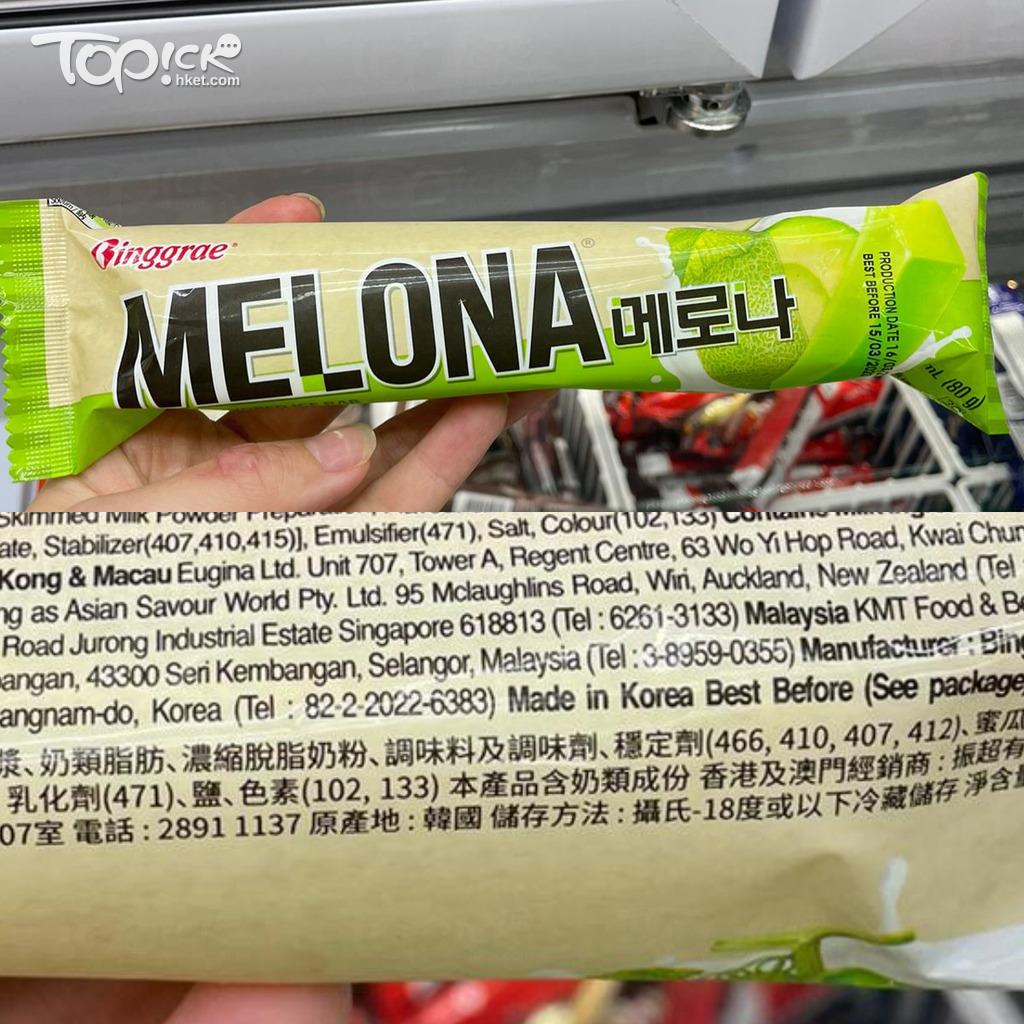 TOPick
hket.com
Binggrae
MELONA®
메로나
PRODUCTION DATE 16/0
BEST BEFORE 15/03/20
mL (80 g)
Skimmed Milk Powder
ate, Stabilizer(407,410,415)], Emulsifier(471), Salt, Colour(102,133)
Kong & Macau Eugina Ltd. Unit 707, Tower A, Regent Centre, 63 Wo Yi Hop Road, Kwai Chun
ng as Asian Savour World Pty. Ltd. 95 Mclaughlins Road, Wiri, Auckland, New Zealand (Tel :
Road Jurong Industrial Estate Singapore 618813 (Tel : 6261-3133) Malaysia KMT Food & Be
angan, 43300 Seri Kembangan, Selangor, Malaysia (Tel : 3-8959-0355) Manufacturer : Bing
angnam-do, Korea (Tel : 82-2-2022-6383) Made in Korea Best Before (See package
漿、奶類脂肪、濃縮脫脂奶粉、調味料及調味劑、穩定劑(466, 410, 407, 412)、蜜瓜
乳化劑(471)、鹽、色素(102, 133) 本產品含奶類成份 香港及澳門經銷商 : 振超有
07室 電話 : 2891 1137 原產地 : 韓國 儲存方法 : 攝氏-18度或以下冷藏儲存 淨含量